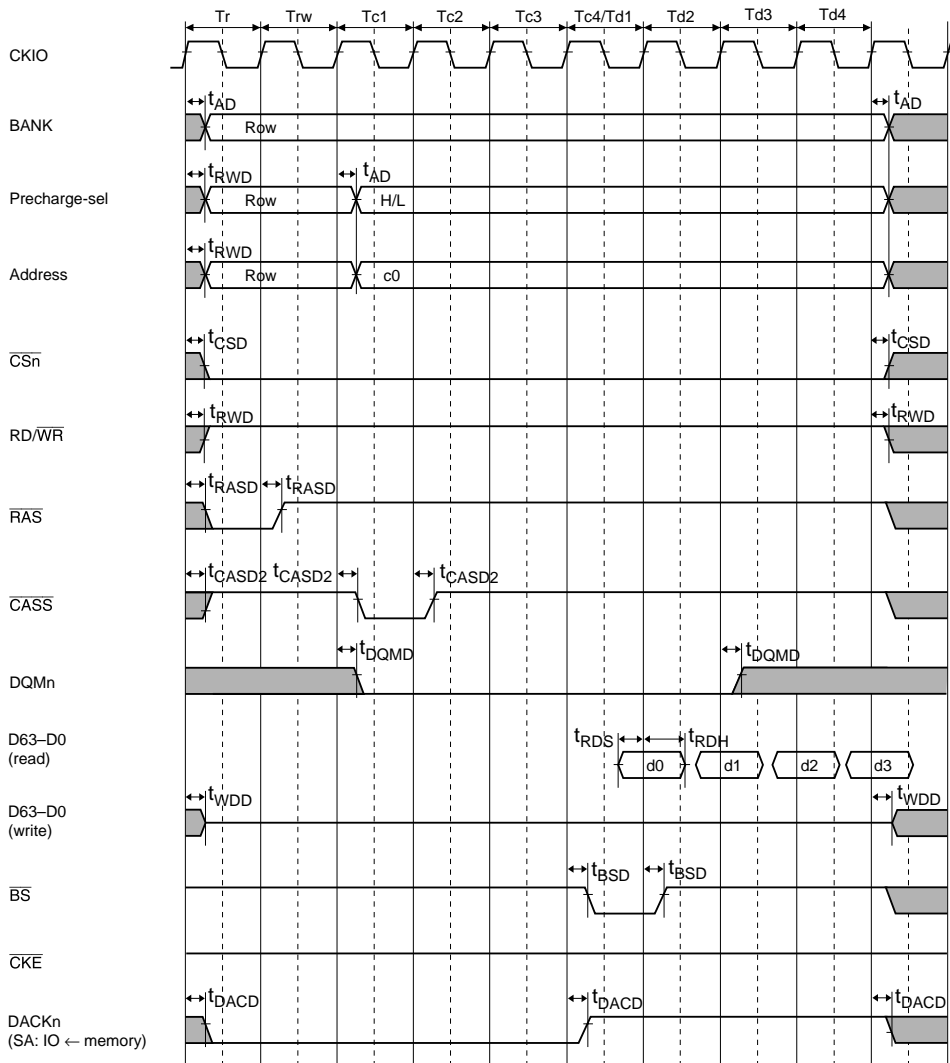 Tr Trw Tc1 Tc2 Tc3 Tc4/Td1 Td2 Td3 Td4
CKIO
tAD tAD
BANK Row
tRWD tAD
Precharge-sel Row H/L
tRWD
Address Row c0
tCSD tCSD
CSn
tRWD tRWD
RD/WR
tRASD tRASD
RAS
tCASD2 tCASD2 tCASD2
CASS
tDQMD tDQMD
DQMn
D63–D0 tRDS tRDH
(read) d0 d1 d2 d3
tWDD tWDD
D63–D0
(write)
tBSD tBSD
BS
CKE
tDACD tDACD tDACD
DACKn
(SA: IO ← memory)